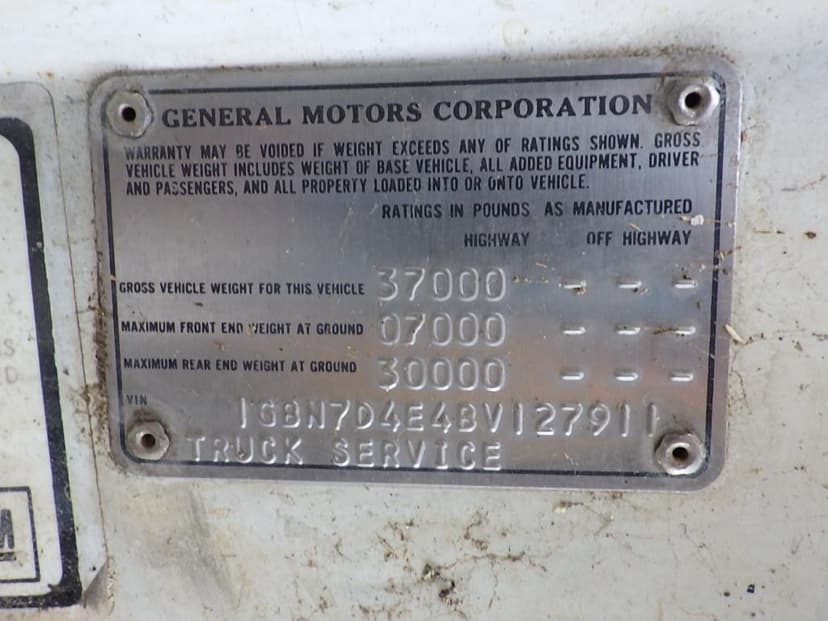 GENERAL MOTORS CORPORATION
WARRANTY MAY BE VOIDED IF WEIGHT EXCEEDS ANY OF RATINGS SHOWN. GROSS
VEHICLE WEIGHT INCLUDES WEIGHT OF BASE VEHICLE, ALL ADDED EQUIPMENT, DRIVER
AND PASSENGERS, AND ALL PROPERTY LOADED INTO OR ONTO VEHICLE.
RATINGS IN POUNDS AS MANUFACTURED
HIGHWAY OFF HIGHWAY
GROSS VEHICLE WEIGHT FOR THIS VEHICLE 37000 - - -
MAXIMUM FRONT END WEIGHT AT GROUND 07000 - - -
MAXIMUM REAR END WEIGHT AT GROUND 30000 - - -
VIN 1GBN7D4E4BV127911
TRUCK SERVICE